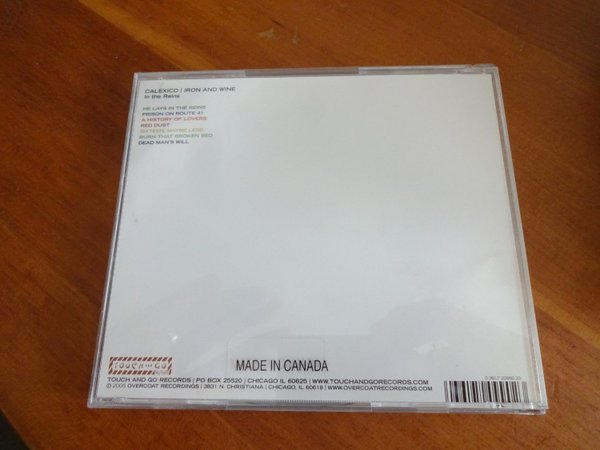 CALEXICO | IRON AND WINE
In the Reins
HE LAYS IN THE REINS
PRISON ON ROUTE 41
A HISTORY OF LOVERS
RED DUST
SIXTEEN, MAYBE LESS
BURN THAT BROKEN BED
DEAD MAN'S WILL
MADE IN CANADA
TOUCH AND GO
TOUCH AND GO RECORDS | PO BOX 25520 | CHICAGO IL 60625 | WWW.TOUCHANDGORECORDS.COM
© 2005 OVERCOAT RECORDINGS | 3831 N. CHRISTIANA | CHICAGO, IL 60618 | WWW.OVERCOATRECORDINGS.COM